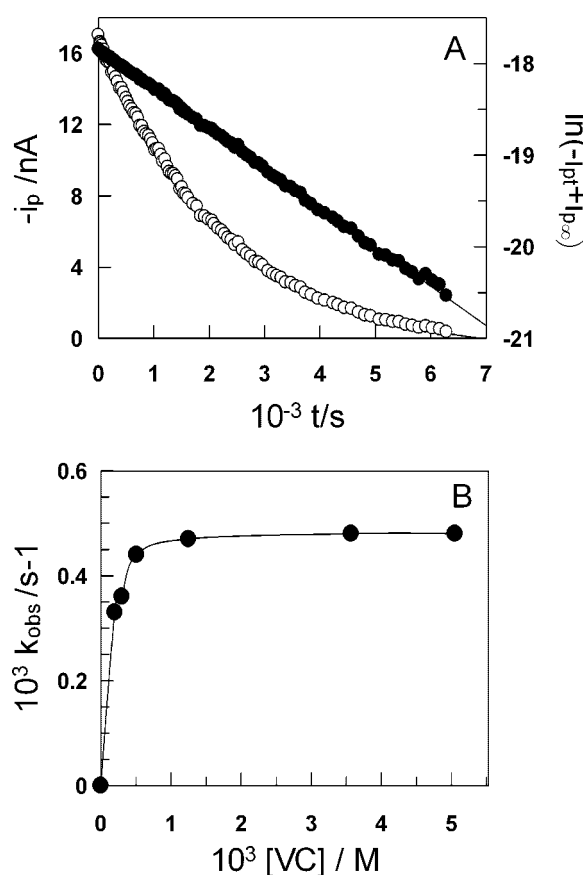 A
16
12
8
4
0
-ip /nA
-18
-19
-20
-21
ln(-ipt+ip∞)
0 1 2 3 4 5 6 7
10-3 t/s
B
0.6
0.4
0.2
0
103 kobs /s-1
0 1 2 3 4 5
103 [VC] / M